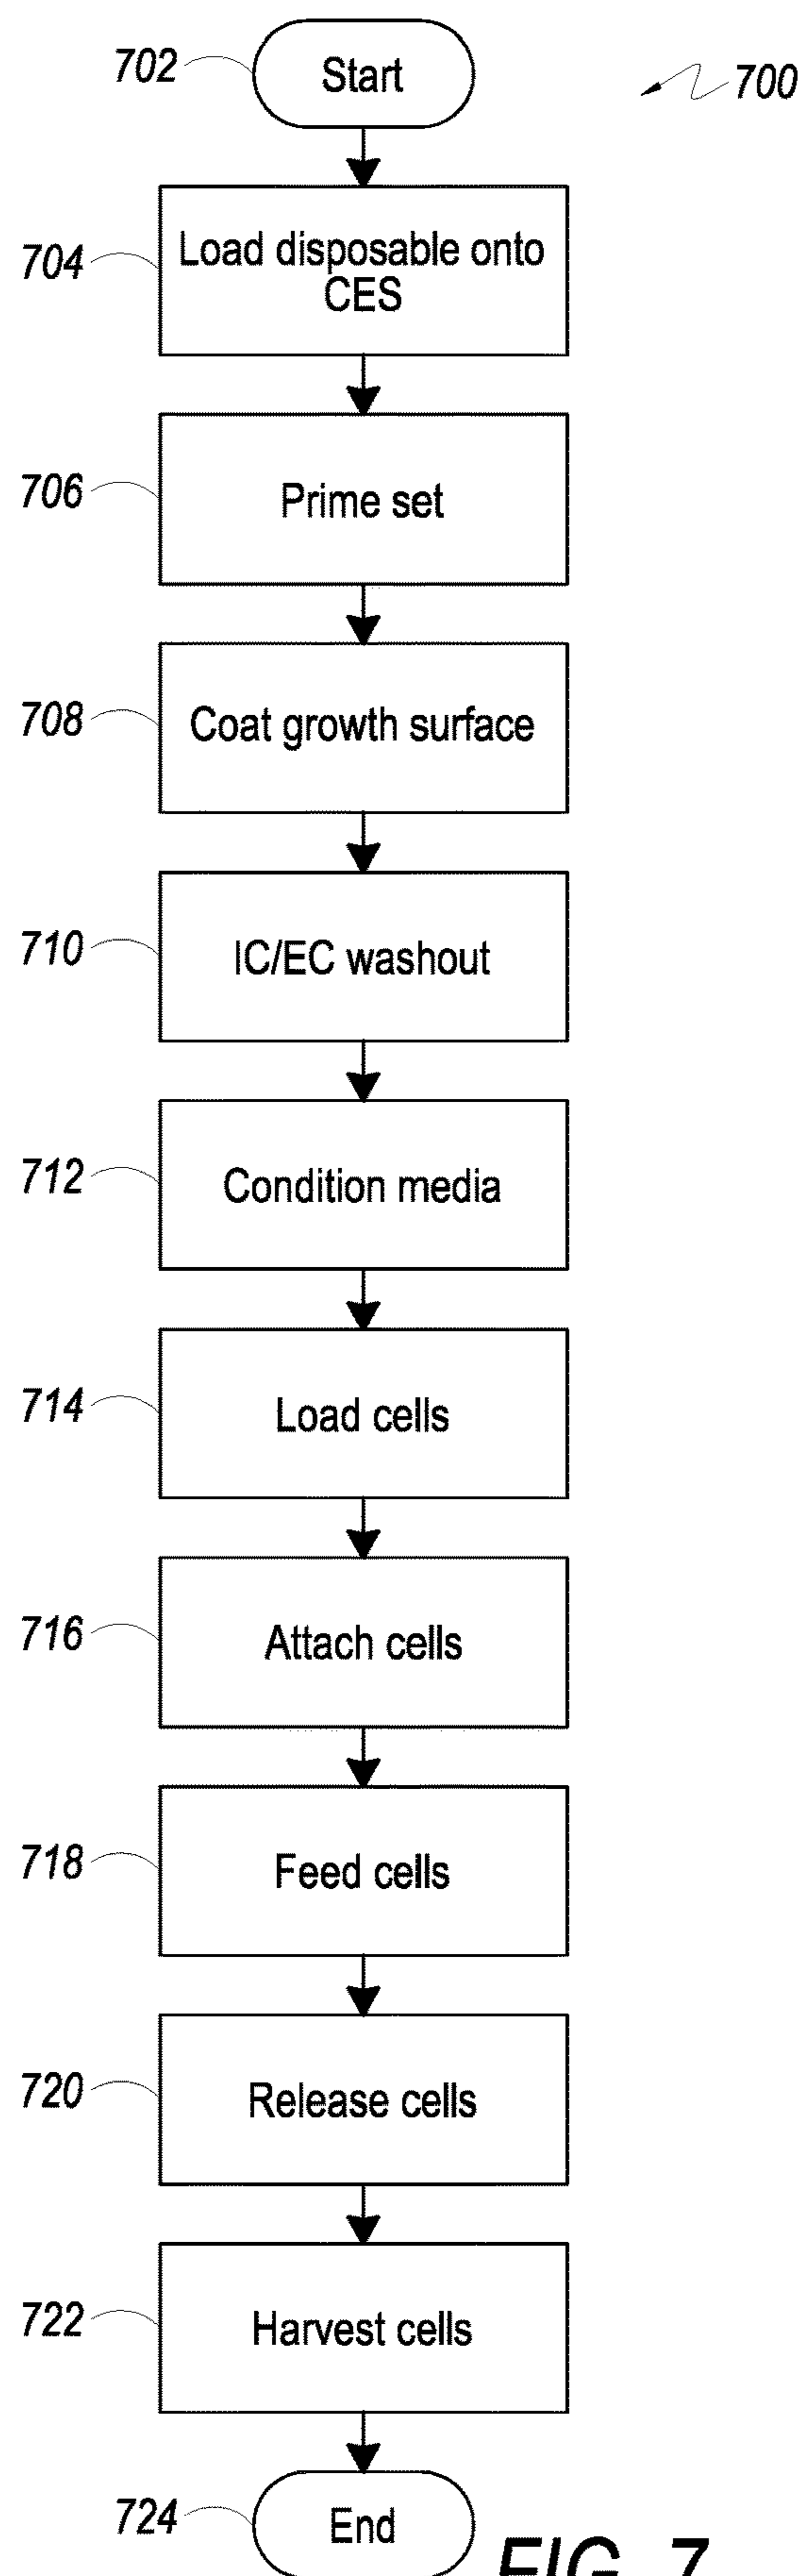 702
Start
700
704
Load disposable onto
CES
706
Prime set
708
Coat growth surface
710
IC/EC washout
712
Condition media
714
Load cells
716
Attach cells
718
Feed cells
720
Release cells
722
Harvest cells
724
End
FIG. 7